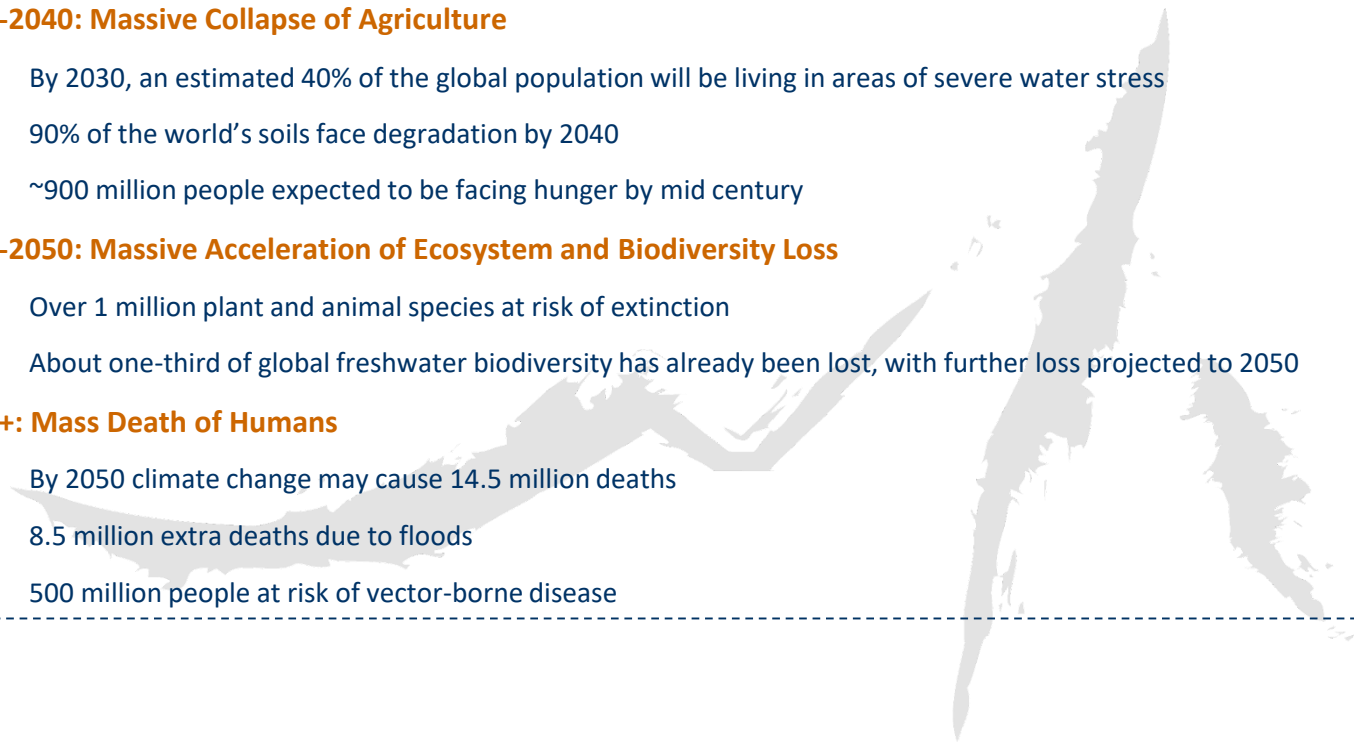 -2040: Massive Collapse of Agriculture
By 2030, an estimated 40% of the global population will be living in areas of severe water stress
90% of the world’s soils face degradation by 2040
~900 million people expected to be facing hunger by mid century
-2050: Massive Acceleration of Ecosystem and Biodiversity Loss
Over 1 million plant and animal species at risk of extinction
About one-third of global freshwater biodiversity has already been lost, with further loss projected to 2050
+: Mass Death of Humans
By 2050 climate change may cause 14.5 million deaths
8.5 million extra deaths due to floods
500 million people at risk of vector-borne disease